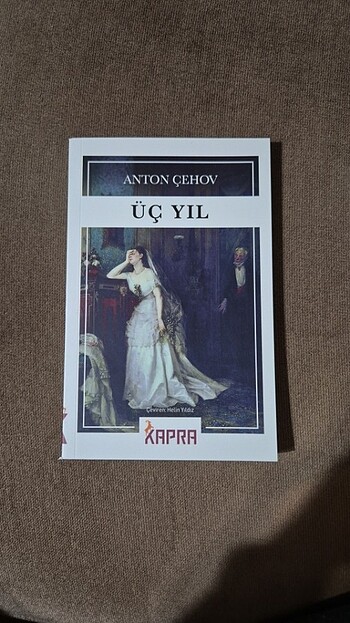 ANTON ÇEHOV
ÜÇ YIL
Çeviren: Helin Yıldız
KAPRA